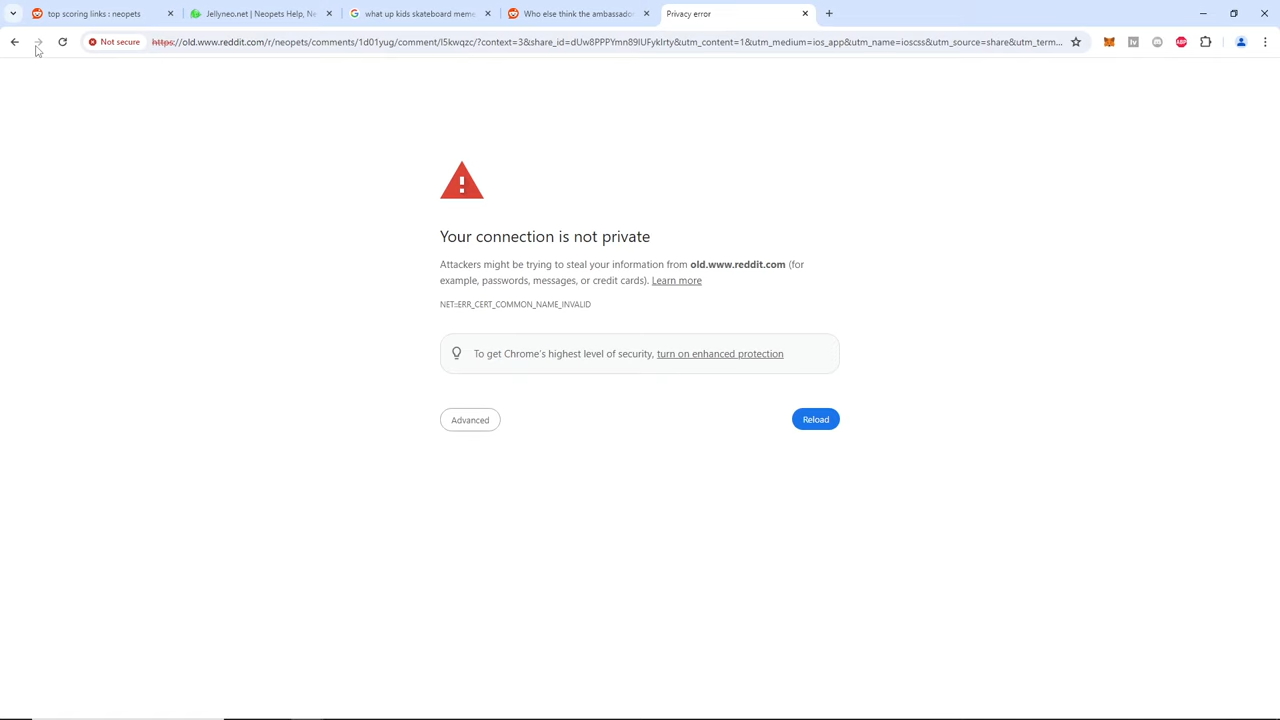 top scoring links : neopets
Jellyneo.net | Neopets Help, Ne
what up kids skateboard meme
Who else think the ambassador
Privacy error
Not secure
https://old.www.reddit.com/r/neopets/comments/1d01yug/comment/l5kwqzc/?context=3&share_id=dUw8PPPYmn89IUFyklrty&utm_content=1&utm_medium=ios_app&utm_name=ioscss&utm_source=share&utm_term...
lv
ABP
Your connection is not private
Attackers might be trying to steal your information from old.www.reddit.com (for
example, passwords, messages, or credit cards). Learn more
NET::ERR_CERT_COMMON_NAME_INVALID
To get Chrome's highest level of security, turn on enhanced protection
Advanced
Reload